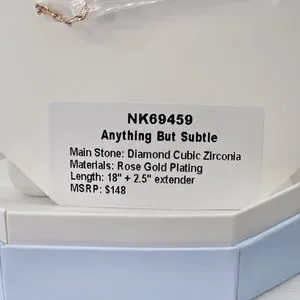 NK69459
Anything But Subtle
Main Stone: Diamond Cubic Zirconia
Materials: Rose Gold Plating
Length: 18" + 2.5" extender
MSRP: $148